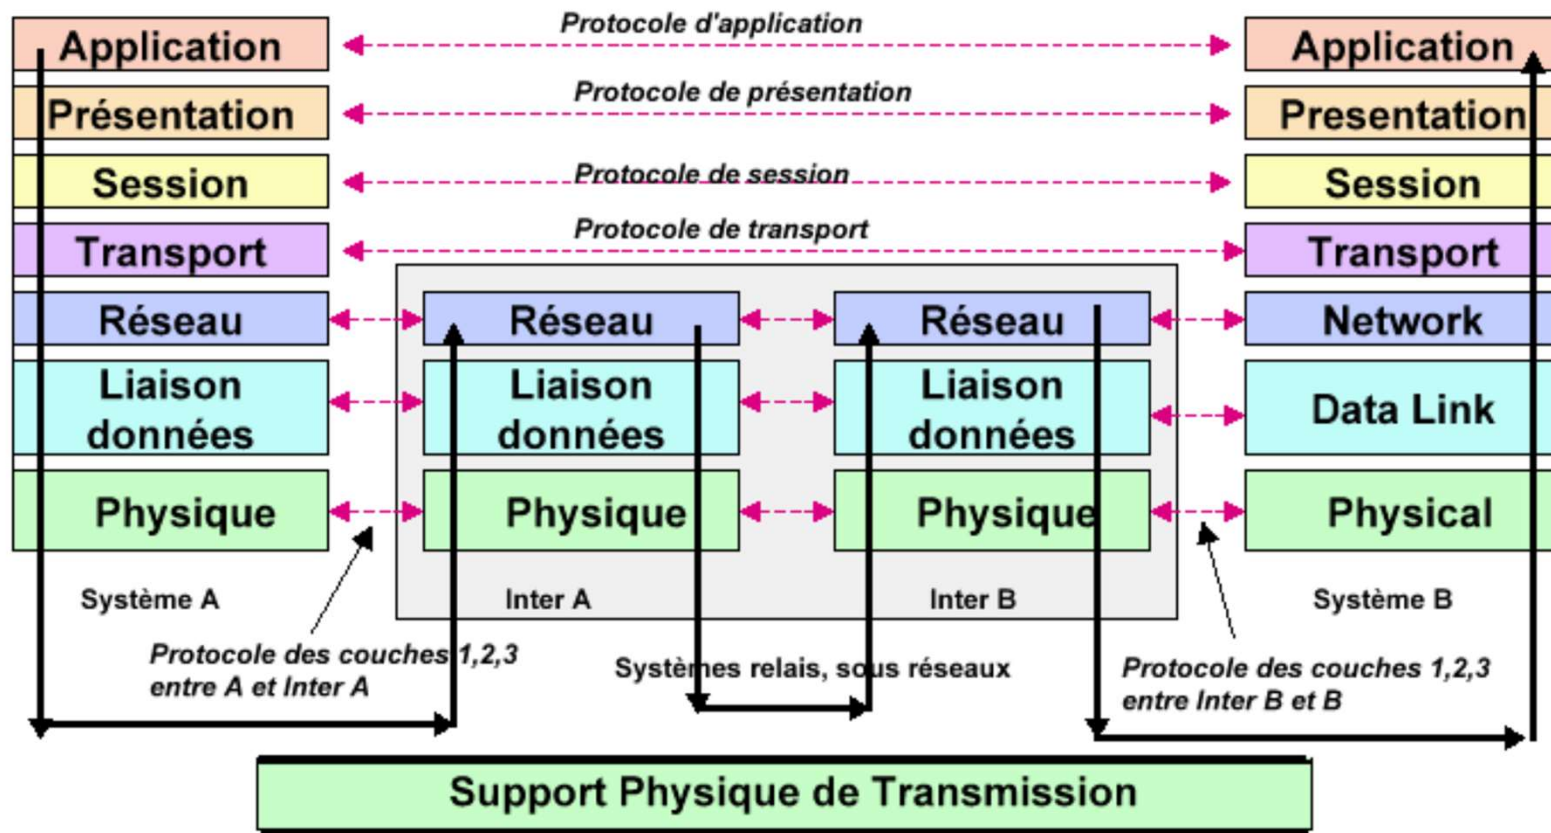 Protocole d'application
Application
Application
Protocole de présentation
Présentation
Presentation
Protocole de session
Session
Session
Protocole de transport
Transport
Transport
Réseau
Réseau
Réseau
Network
Liaison
données
Liaison
données
Liaison
données
Data Link
Physique
Physique
Physique
Physical
Système A
Inter A
Inter B
Système B
Protocole des couches 1,2,3
entre A et Inter A
Systèmes relais, sous réseaux
Protocole des couches 1,2,3
entre Inter B et B
Support Physique de Transmission